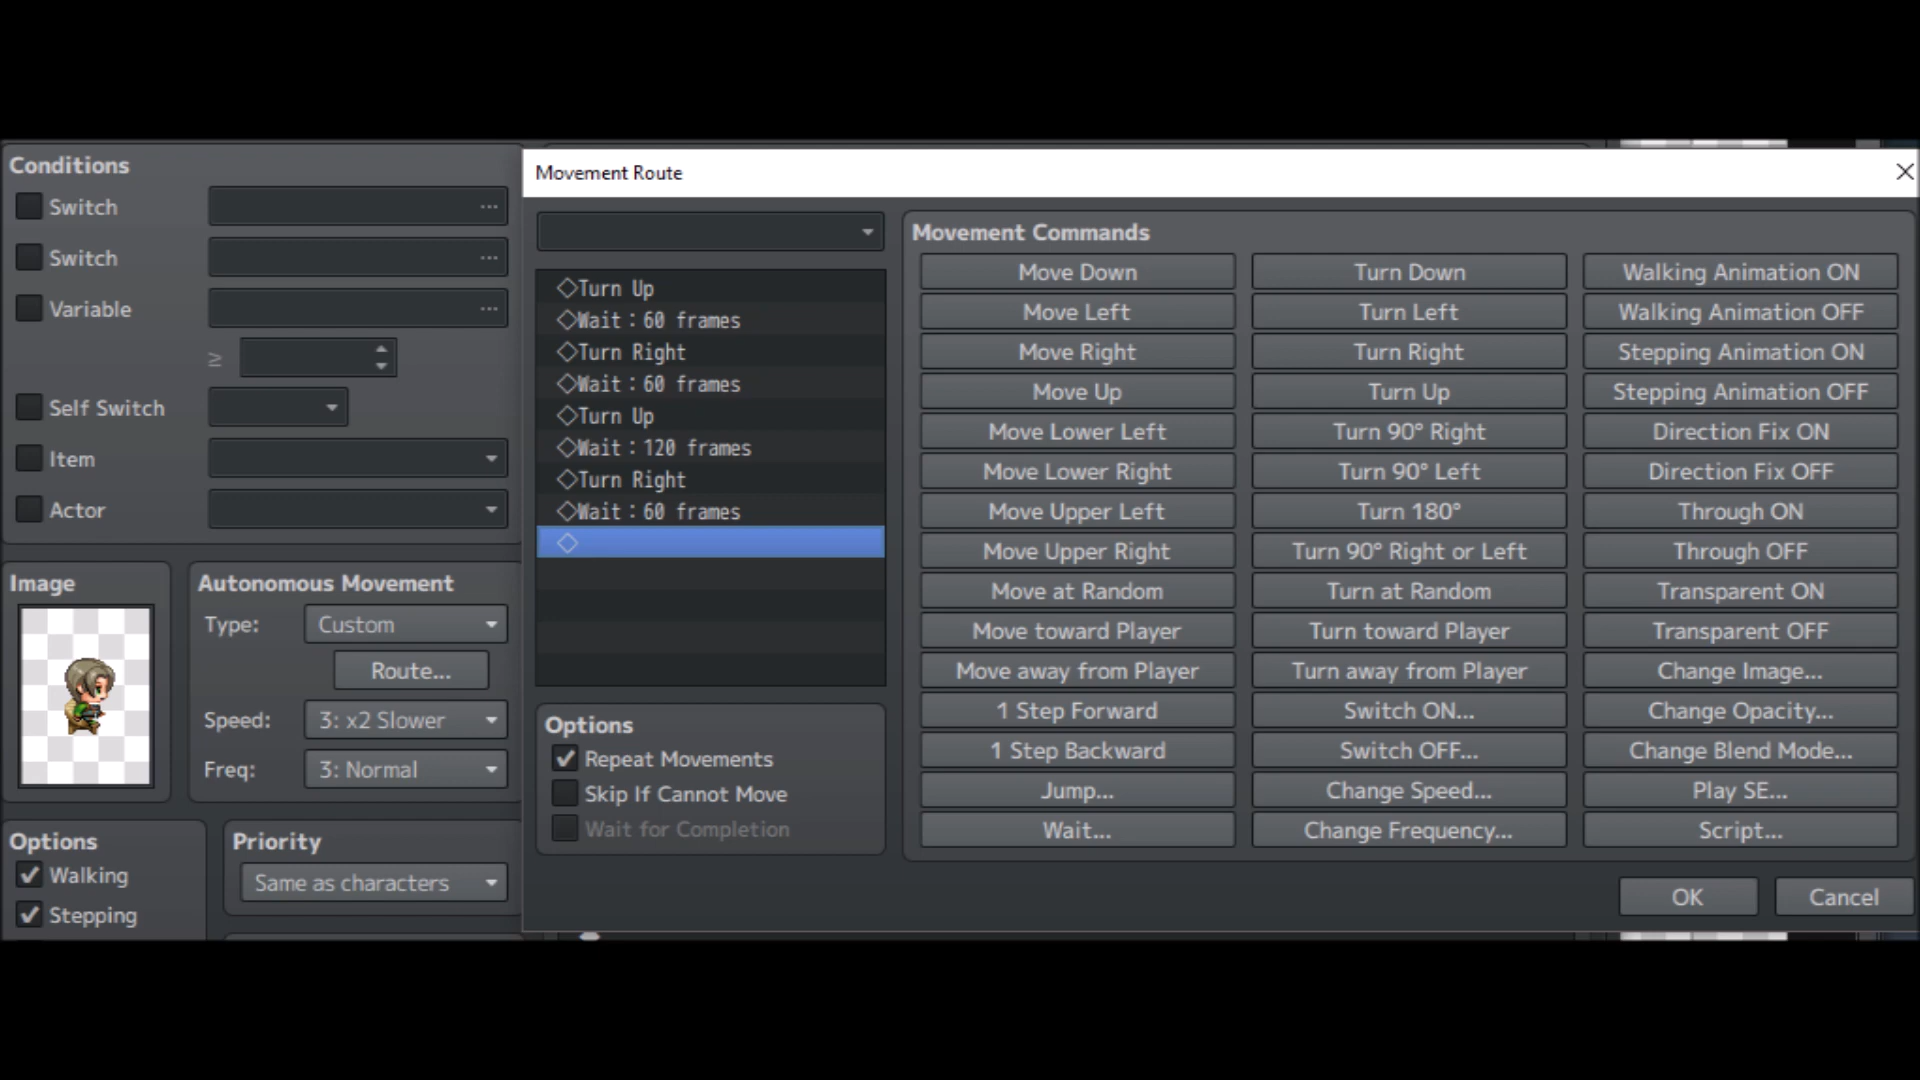 Conditions
Switch
...
Switch
...
Variable
...
≥
Self Switch
Item
Actor
Image
Autonomous Movement
Type:
Custom
Route...
Speed:
3: x2 Slower
Freq:
3: Normal
Options
Walking
Stepping
Priority
Same as characters
Movement Route
◇Turn Up
◇Wait : 60 frames
◇Turn Right
◇Wait : 60 frames
◇Turn Up
◇Wait : 120 frames
◇Turn Right
◇Wait : 60 frames
◇
Options
Repeat Movements
Skip If Cannot Move
Wait for Completion
Movement Commands
Move Down
Turn Down
Walking Animation ON
Move Left
Turn Left
Walking Animation OFF
Move Right
Turn Right
Stepping Animation ON
Move Up
Turn Up
Stepping Animation OFF
Move Lower Left
Turn 90° Right
Direction Fix ON
Move Lower Right
Turn 90° Left
Direction Fix OFF
Move Upper Left
Turn 180°
Through ON
Move Upper Right
Turn 90° Right or Left
Through OFF
Move at Random
Turn at Random
Transparent ON
Move toward Player
Turn toward Player
Transparent OFF
Move away from Player
Turn away from Player
Change Image...
1 Step Forward
Switch ON...
Change Opacity...
1 Step Backward
Switch OFF...
Change Blend Mode...
Jump...
Change Speed...
Play SE...
Wait...
Change Frequency...
Script...
OK
Cancel